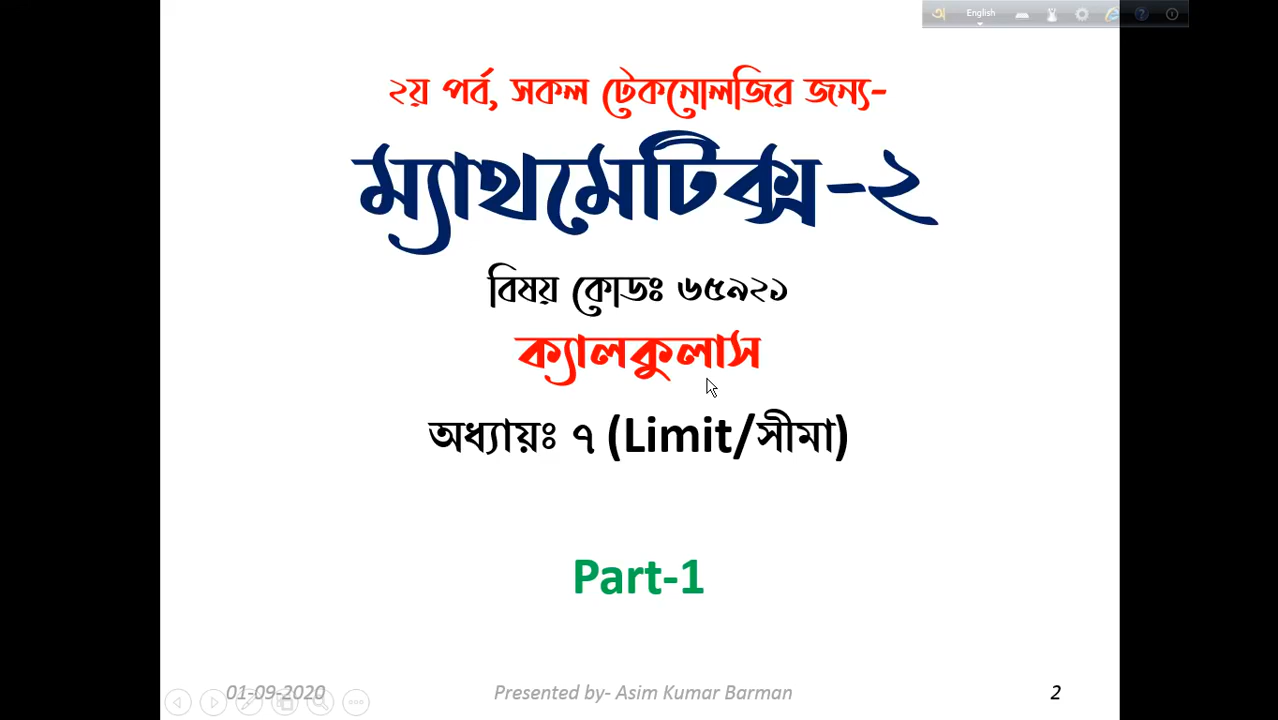 English
২য় পর্ব, সকল টেকনোলজির জন্য-
ম্যাথমেটিক্স-২
বিষয় কোডঃ ৬৫৯২১
ক্যালকুলাস
অধ্যায়ঃ ৭ (Limit/সীমা)
Part-1
01-09-2020 Presented by- Asim Kumar Barman 2